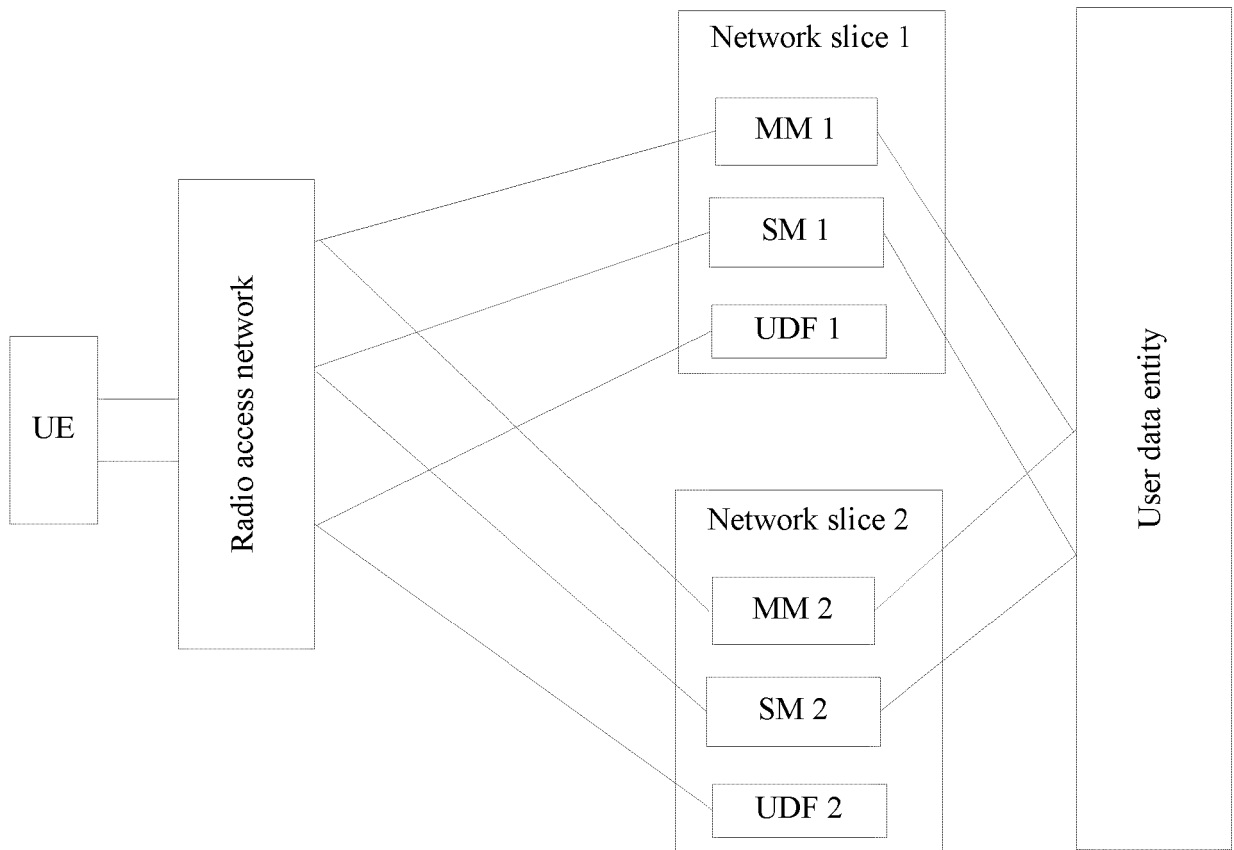 UE
Radio access network
Network slice 1
MM 1
SM 1
UDF 1
Network slice 2
MM 2
SM 2
UDF 2
User data entity